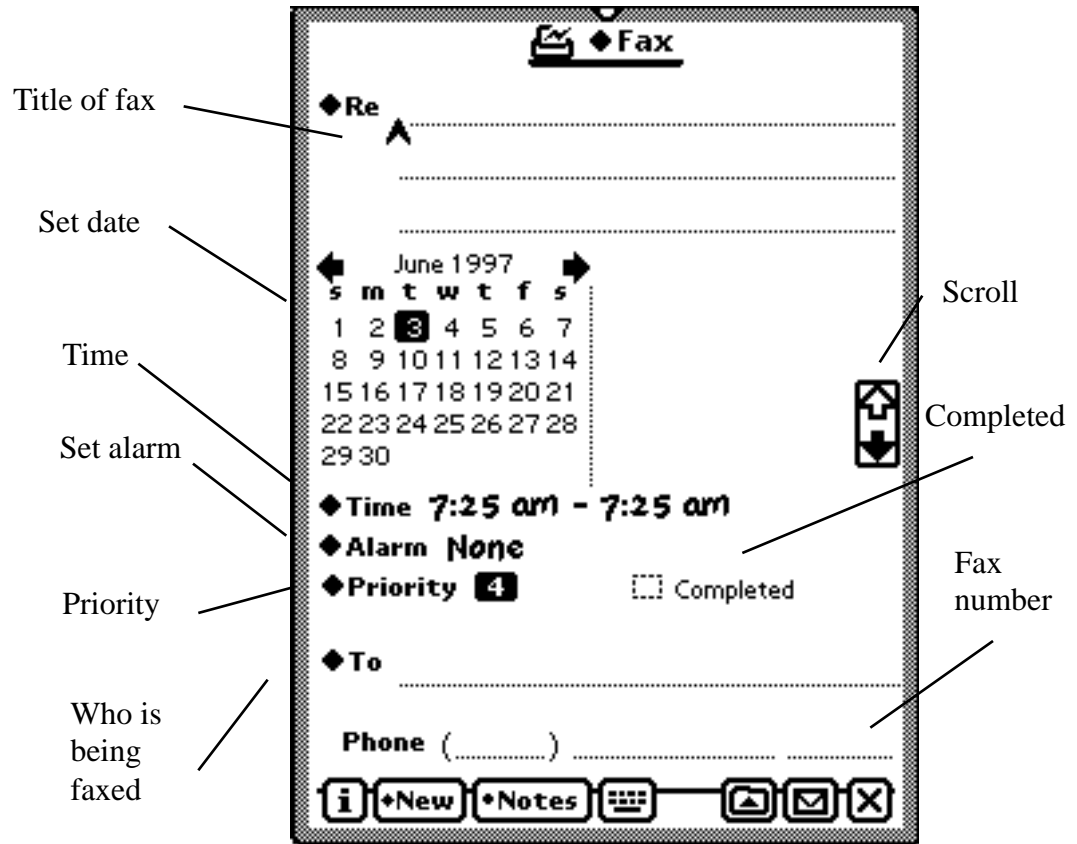 ◆Fax
Title of fax
◆Re
Set date
June 1997
s m t w t f s
1 2 3 4 5 6 7
8 9 10 11 12 13 14
15 16 17 18 19 20 21
22 23 24 25 26 27 28
29 30
Scroll
Time
Completed
Set alarm
◆Time 7:25 am - 7:25 am
◆Alarm None
Priority
◆Priority 4
Completed
Fax
number
◆To
Who is
being
faxed
Phone ( )
i ◆New •Notes